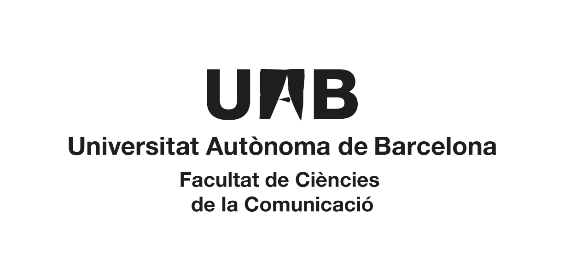 UAB
Universitat Autònoma de Barcelona
Facultat de Ciències
de la Comunicació